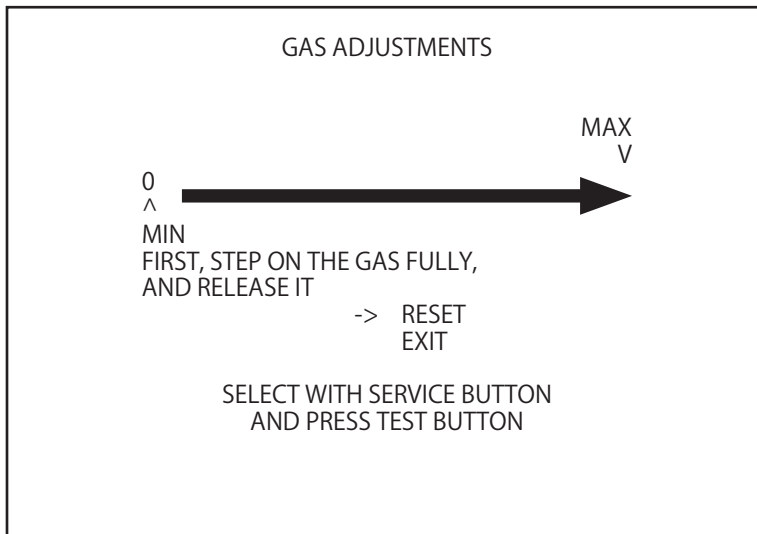 GAS ADJUSTMENTS
MAX
V
0
^
MIN
FIRST, STEP ON THE GAS FULLY,
AND RELEASE IT
-> RESET
EXIT
SELECT WITH SERVICE BUTTON
AND PRESS TEST BUTTON